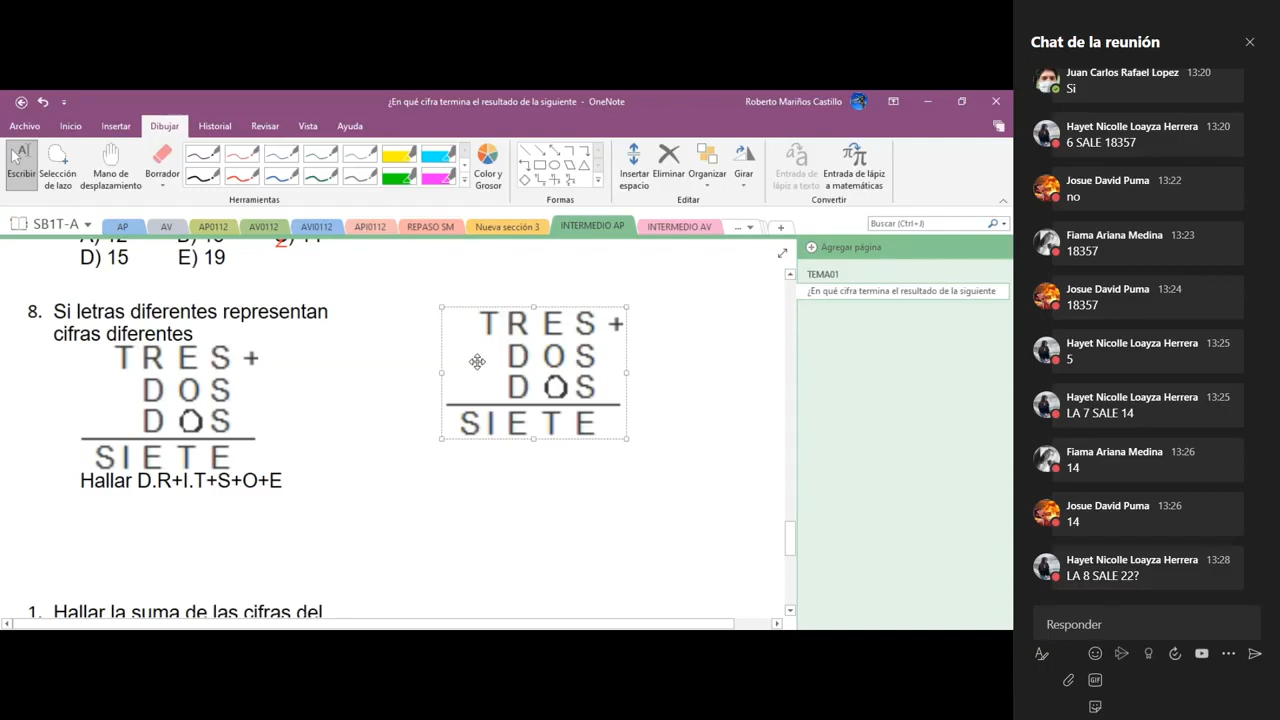 Chat de la reunión
¿En qué cifra termina el resultado de la siguiente - OneNote
Roberto Mariños Castillo
Archivo Inicio Insertar Dibujar Historial Revisar Vista Ayuda
Escribir
Selección de lazo
Mano de desplazamiento
Borrador
Color y Grosor
Insertar espacio
Eliminar
Organizar
Girar
Entrada de lápiz a texto
Entrada de lápiz a matemáticas
Herramientas Formas Editar Convertir
SB1T-A AP AV AP0112 AV0112 AVI0112 API0112 REPASO SM Nueva sección 3 INTERMEDIO AP INTERMEDIO AV
Buscar (Ctrl+J)
Agregar página
TEMA01
¿En qué cifra termina el resultado de la siguiente
D) 15 E) 19
8. Si letras diferentes representan
cifras diferentes
T R E S +
D O S
D O S
S I E T E
Hallar D.R+I.T+S+O+E
T R E S +
D O S
D O S
S I E T E
1. Hallar la suma de las cifras del
Juan Carlos Rafael Lopez 13:20
Si
Hayet Nicolle Loayza Herrera 13:20
6 SALE 18357
Josue David Puma 13:22
no
Fiama Ariana Medina 13:23
18357
Josue David Puma 13:24
18357
Hayet Nicolle Loayza Herrera 13:25
5
Hayet Nicolle Loayza Herrera 13:25
LA 7 SALE 14
Fiama Ariana Medina 13:26
14
Josue David Puma 13:26
14
Hayet Nicolle Loayza Herrera 13:28
LA 8 SALE 22?
Responder
GIF